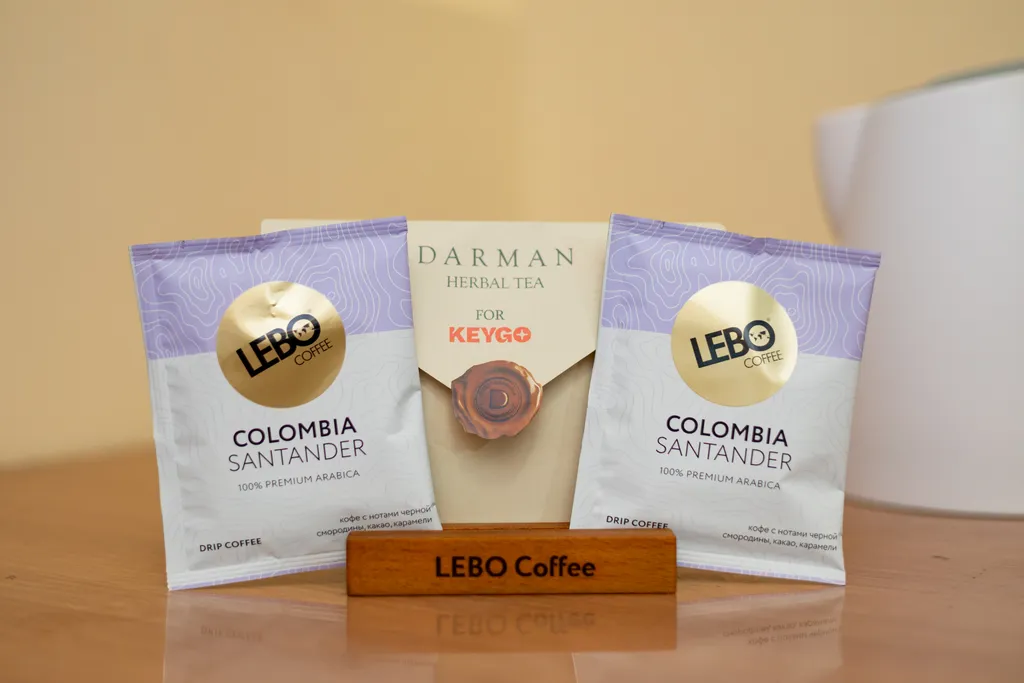 LEBO
COFFEE
COLOMBIA
SANTANDER
100% PREMIUM ARABICA
кофе с нотами черной
смородины, какао, карамели
DRIP COFFEE
DARMAN
HERBAL TEA
FOR
KEYGO
D
LEBO
COFFEE
COLOMBIA
SANTANDER
100% PREMIUM ARABICA
DRIP COFFEE
кофе с нотами черной
смородины, какао, карамели
LEBO Coffee